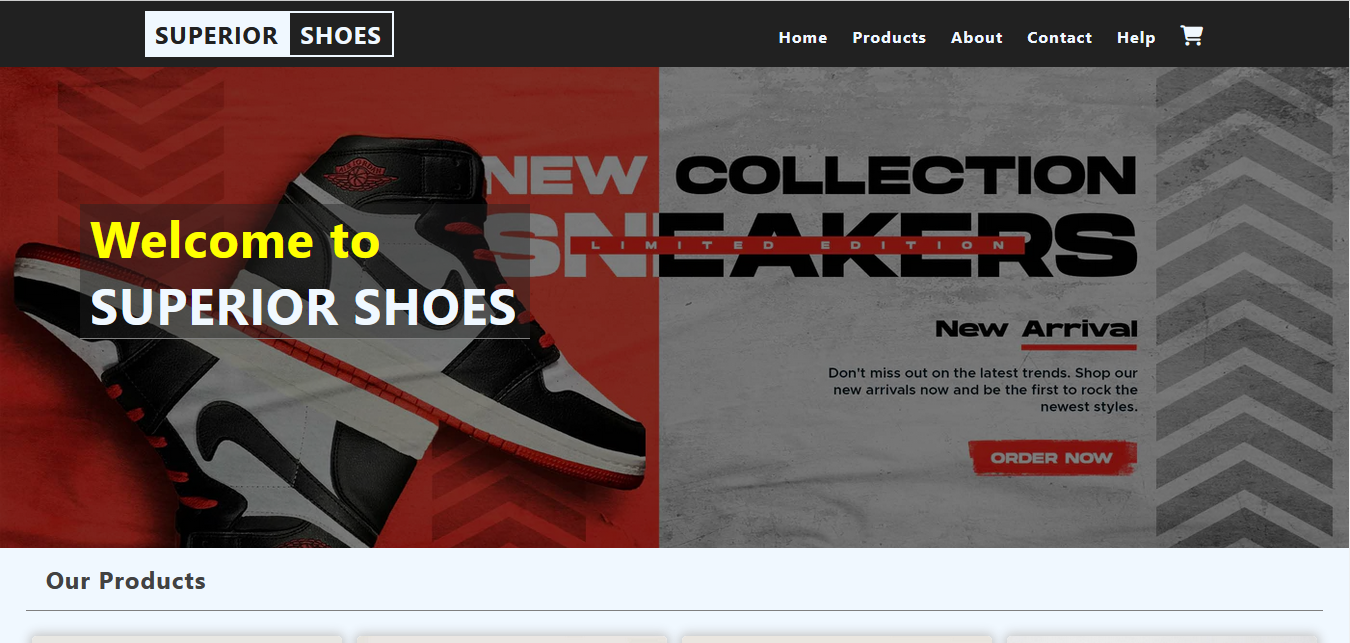 SUPERIOR SHOES
Home Products About Contact Help
AIR JORDAN
NEW COLLECTION
SNEAKERS
LIMITED EDITION
Welcome to
SUPERIOR SHOES
New Arrival
Don't miss out on the latest trends. Shop our
new arrivals now and be the first to rock the
newest styles.
ORDER NOW
Our Products